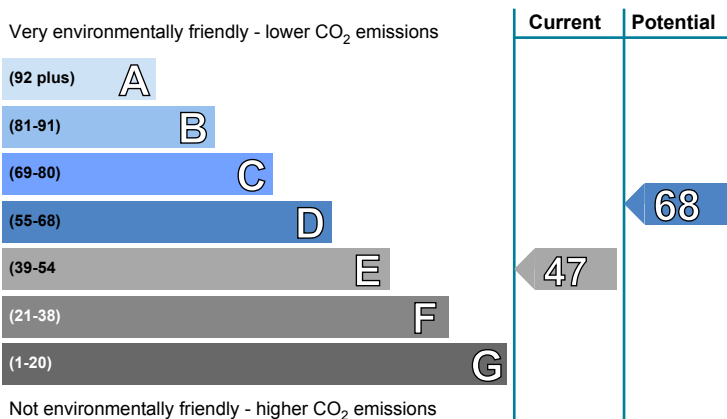 Current Potential
Very environmentally friendly - lower CO2 emissions
(92 plus) A
(81-91) B
(69-80) C
(55-68) D
68
(39-54 E
47
(21-38) F
(1-20) G
Not environmentally friendly - higher CO2 emissions